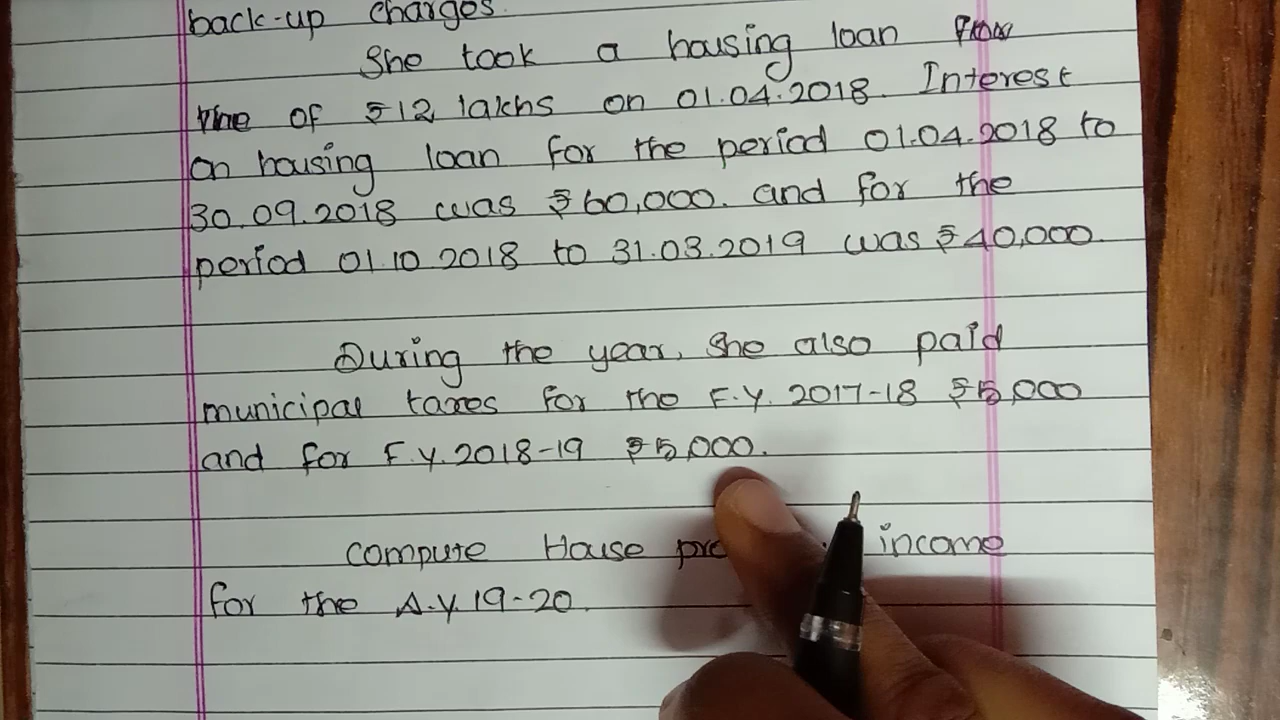 back-up charges.
She took a housing loan
of ₹12 lakhs on 01.04.2018. Interest
on housing loan for the period 01.04.2018 to
30.09.2018 was ₹60,000. and for the
period 01.10.2018 to 31.03.2019 was ₹40,000.
During the year, she also paid
municipal taxes for the F.Y. 2017-18 ₹5,000
and for F.Y. 2018-19 ₹5,000.
compute House income
for the A.Y 19-20.